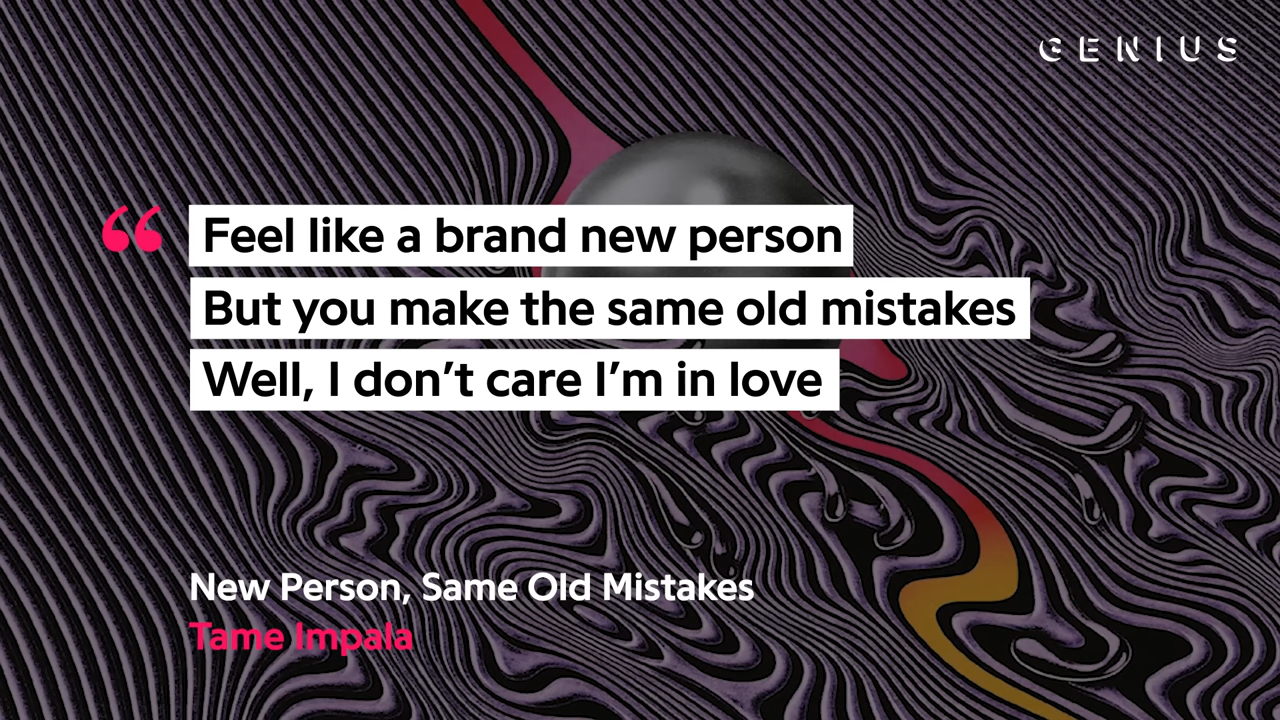 GENIUS
“
Feel like a brand new person
But you make the same old mistakes
Well, I don’t care I’m in love
New Person, Same Old Mistakes
Tame Impala